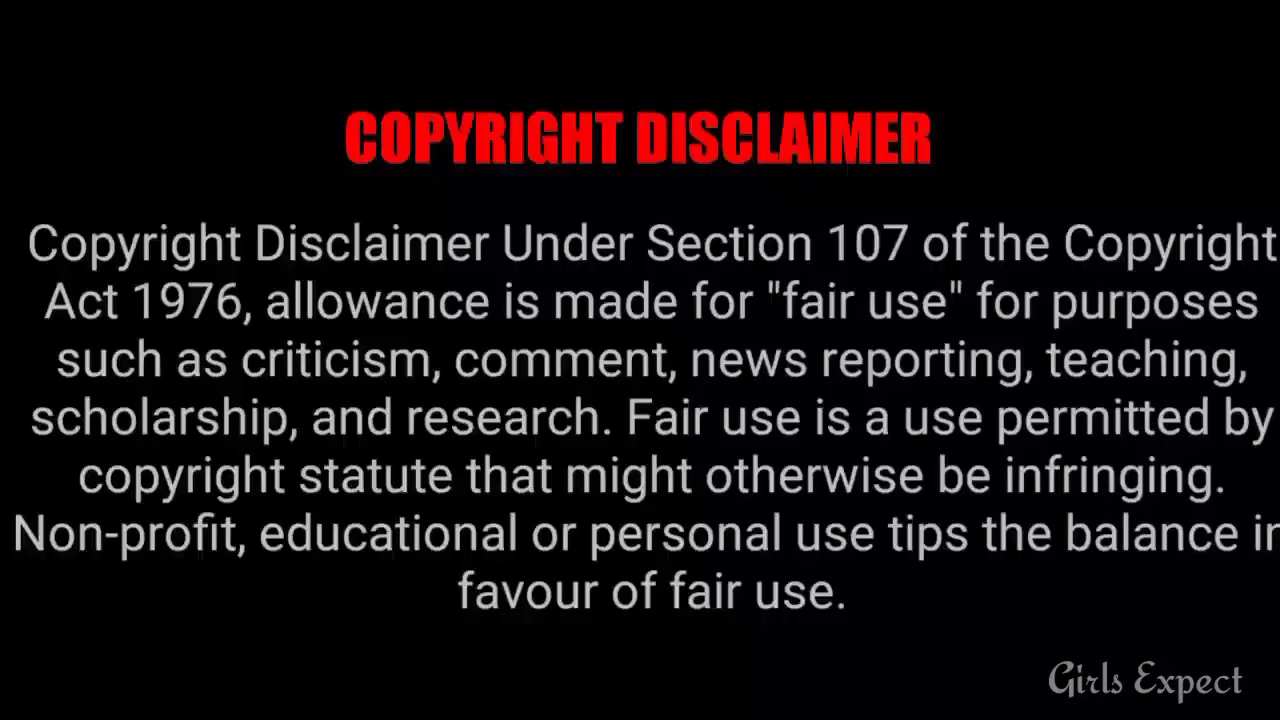 COPYRIGHT DISCLAIMER
Copyright Disclaimer Under Section 107 of the Copyright
Act 1976, allowance is made for "fair use" for purposes
such as criticism, comment, news reporting, teaching,
scholarship, and research. Fair use is a use permitted by
copyright statute that might otherwise be infringing.
Non-profit, educational or personal use tips the balance in
favour of fair use.
Girls Expect